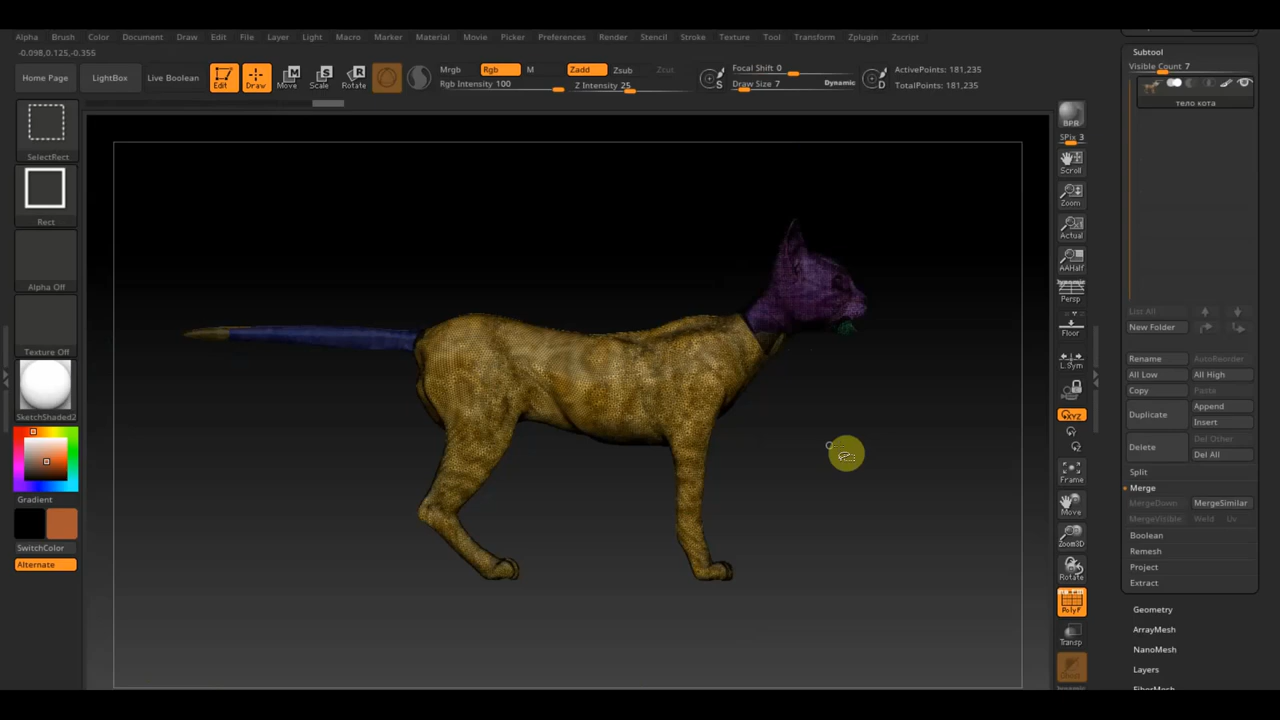 Alpha Brush Color Document Draw Edit File Layer Light Macro Marker Material Movie Picker Preferences Render Stencil Stroke Texture Tool Transform Zplugin Zscript
-0.098,0.125,-0.355
Home Page LightBox Live Boolean Edit Draw Move Scale Rotate
Mrgb Rgb M Zadd Zsub Zcut
Rgb Intensity 100 Z Intensity 25
Focal Shift 0
Draw Size 7 Dynamic
ActivePoints: 181,235
TotalPoints: 181,235
SelectRect
Rect
Alpha Off
Texture Off
SketchShaded2
Gradient
SwitchColor
Alternate
BPR
SPix 3
Scroll
Zoom
Actual
AAHalf
Dynamic
Persp
Floor
L.Sym
XYZ
Frame
Move
Zoom3D
Rotate
PolyF
Transp
Subtool
Visible Count 7
тело кота
List All
New Folder
Rename AutoReorder
All Low All High
Copy Paste
Duplicate Append
Insert
Delete Del Other
Del All
Split
Merge
MergeDown MergeSimilar
MergeVisible Weld Uv
Boolean
Remesh
Project
Extract
Geometry
ArrayMesh
NanoMesh
Layers
FiberMesh